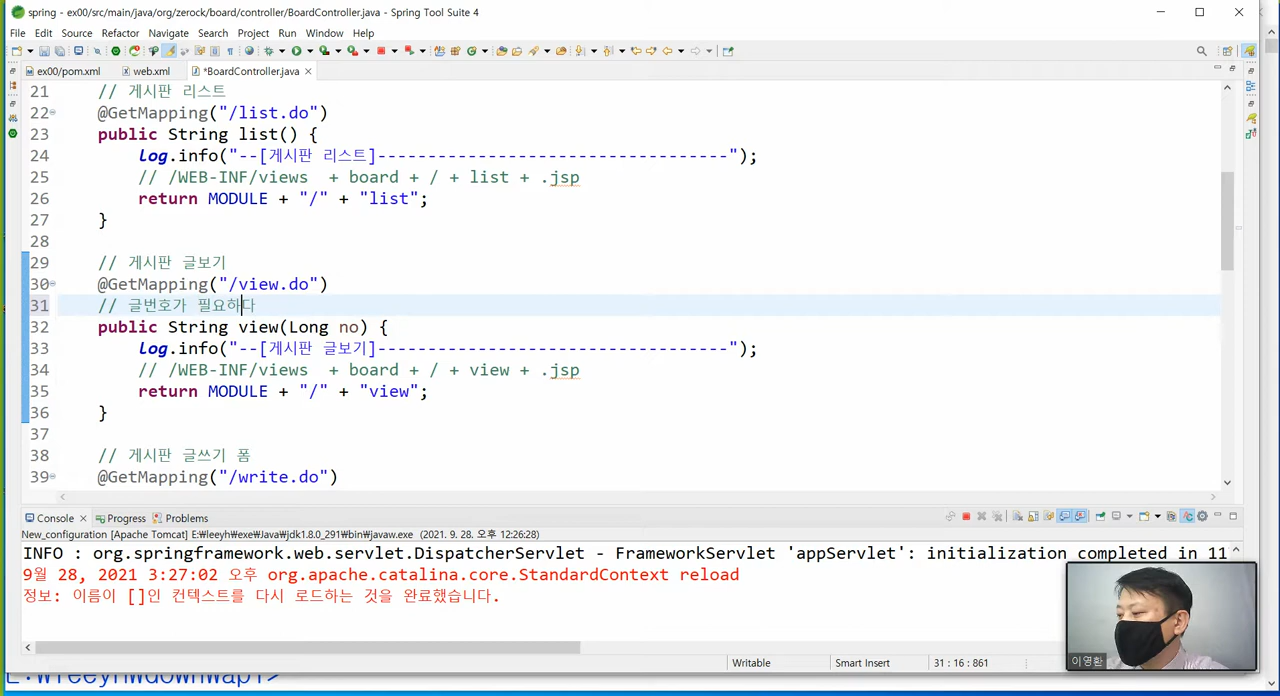 spring - ex00/src/main/java/org/zerock/board/controller/BoardController.java - Spring Tool Suite 4
File Edit Source Refactor Navigate Search Project Run Window Help
ex00/pom.xml web.xml *BoardController.java
21 // 게시판 리스트
22 @GetMapping("/list.do")
23 public String list() {
24 log.info("--[게시판 리스트]-----------------------------------");
25 // /WEB-INF/views + board + / + list + .jsp
26 return MODULE + "/" + "list";
27 }
28
29 // 게시판 글보기
30 @GetMapping("/view.do")
31 // 글번호가 필요하다
32 public String view(Long no) {
33 log.info("--[게시판 글보기]-----------------------------------");
34 // /WEB-INF/views + board + / + view + .jsp
35 return MODULE + "/" + "view";
36 }
37
38 // 게시판 글쓰기 폼
39 @GetMapping("/write.do")
Console Progress Problems
New_configuration [Apache Tomcat] E:₩leeyh₩exe₩Java₩jdk1.8.0_291₩bin₩javaw.exe (2021. 9. 28. 오후 12:26:28)
INFO : org.springframework.web.servlet.DispatcherServlet - FrameworkServlet 'appServlet': initialization completed in 11
9월 28, 2021 3:27:02 오후 org.apache.catalina.core.StandardContext reload
정보: 이름이 []인 컨텍스트를 다시 로드하는 것을 완료했습니다.
이영환
Writable Smart Insert 31 : 16 : 861